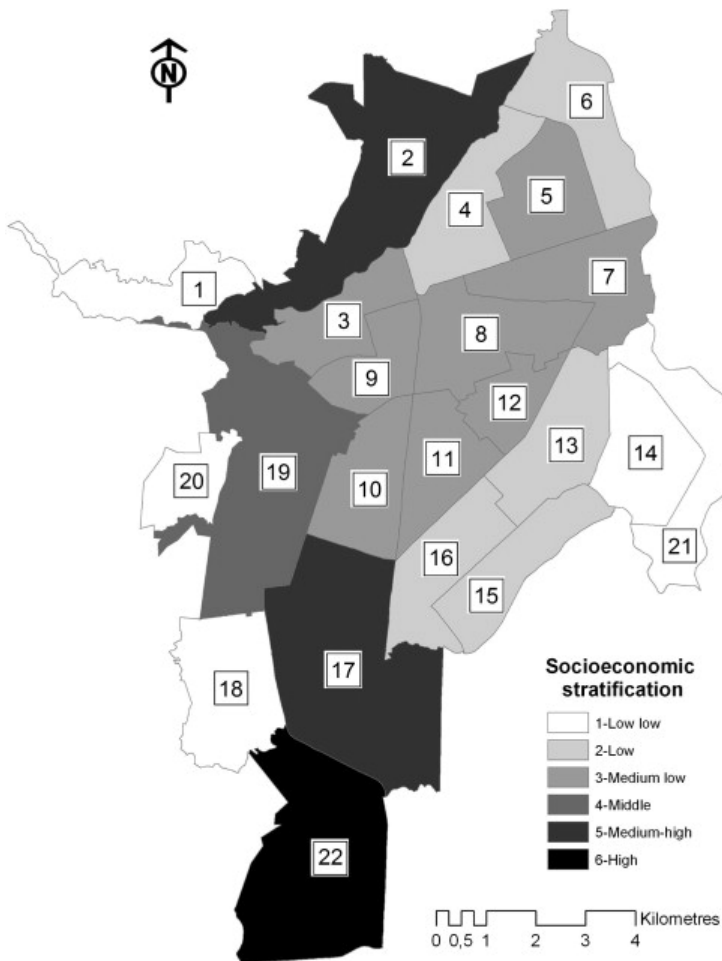 N
6
2
5
4
1
7
3
8
9
12
13
14
19
20
11
10
21
16
15
17
18
22
Socioeconomic
stratification
1-Low low
2-Low
3-Medium low
4-Middle
5-Medium-high
6-High
Kilometres
0 0,5 1 2 3 4